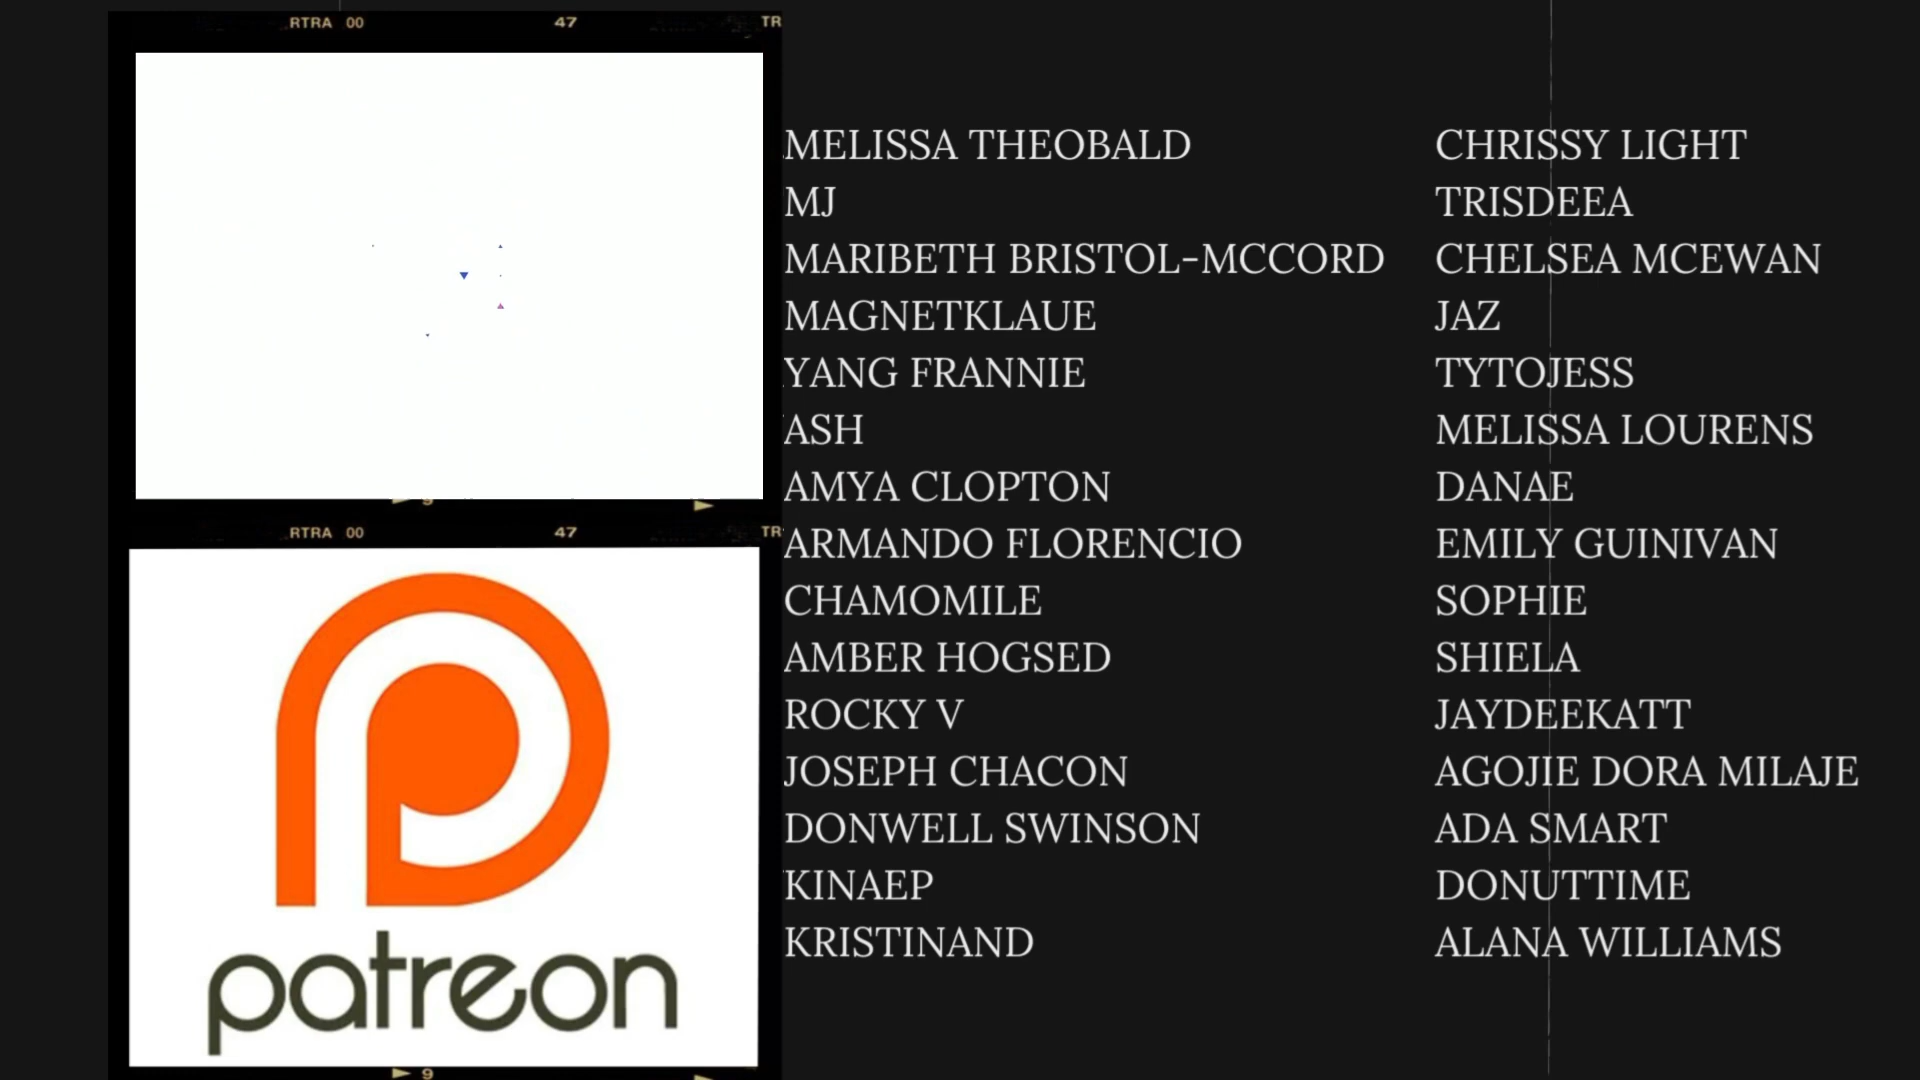 RTRA 00 47 TR
9
RTRA 00 47 TR
patreon
9
MELISSA THEOBALD
MJ
MARIBETH BRISTOL-MCCORD
MAGNETKLAUE
YANG FRANNIE
ASH
AMYA CLOPTON
ARMANDO FLORENCIO
CHAMOMILE
AMBER HOGSED
ROCKY V
JOSEPH CHACON
DONWELL SWINSON
KINAEP
KRISTINAND
CHRISSY LIGHT
TRISDEEA
CHELSEA MCEWAN
JAZ
TYTOJESS
MELISSA LOURENS
DANAE
EMILY GUINIVAN
SOPHIE
SHIELA
JAYDEEKATT
AGOJIE DORA MILAJE
ADA SMART
DONUTTIME
ALANA WILLIAMS